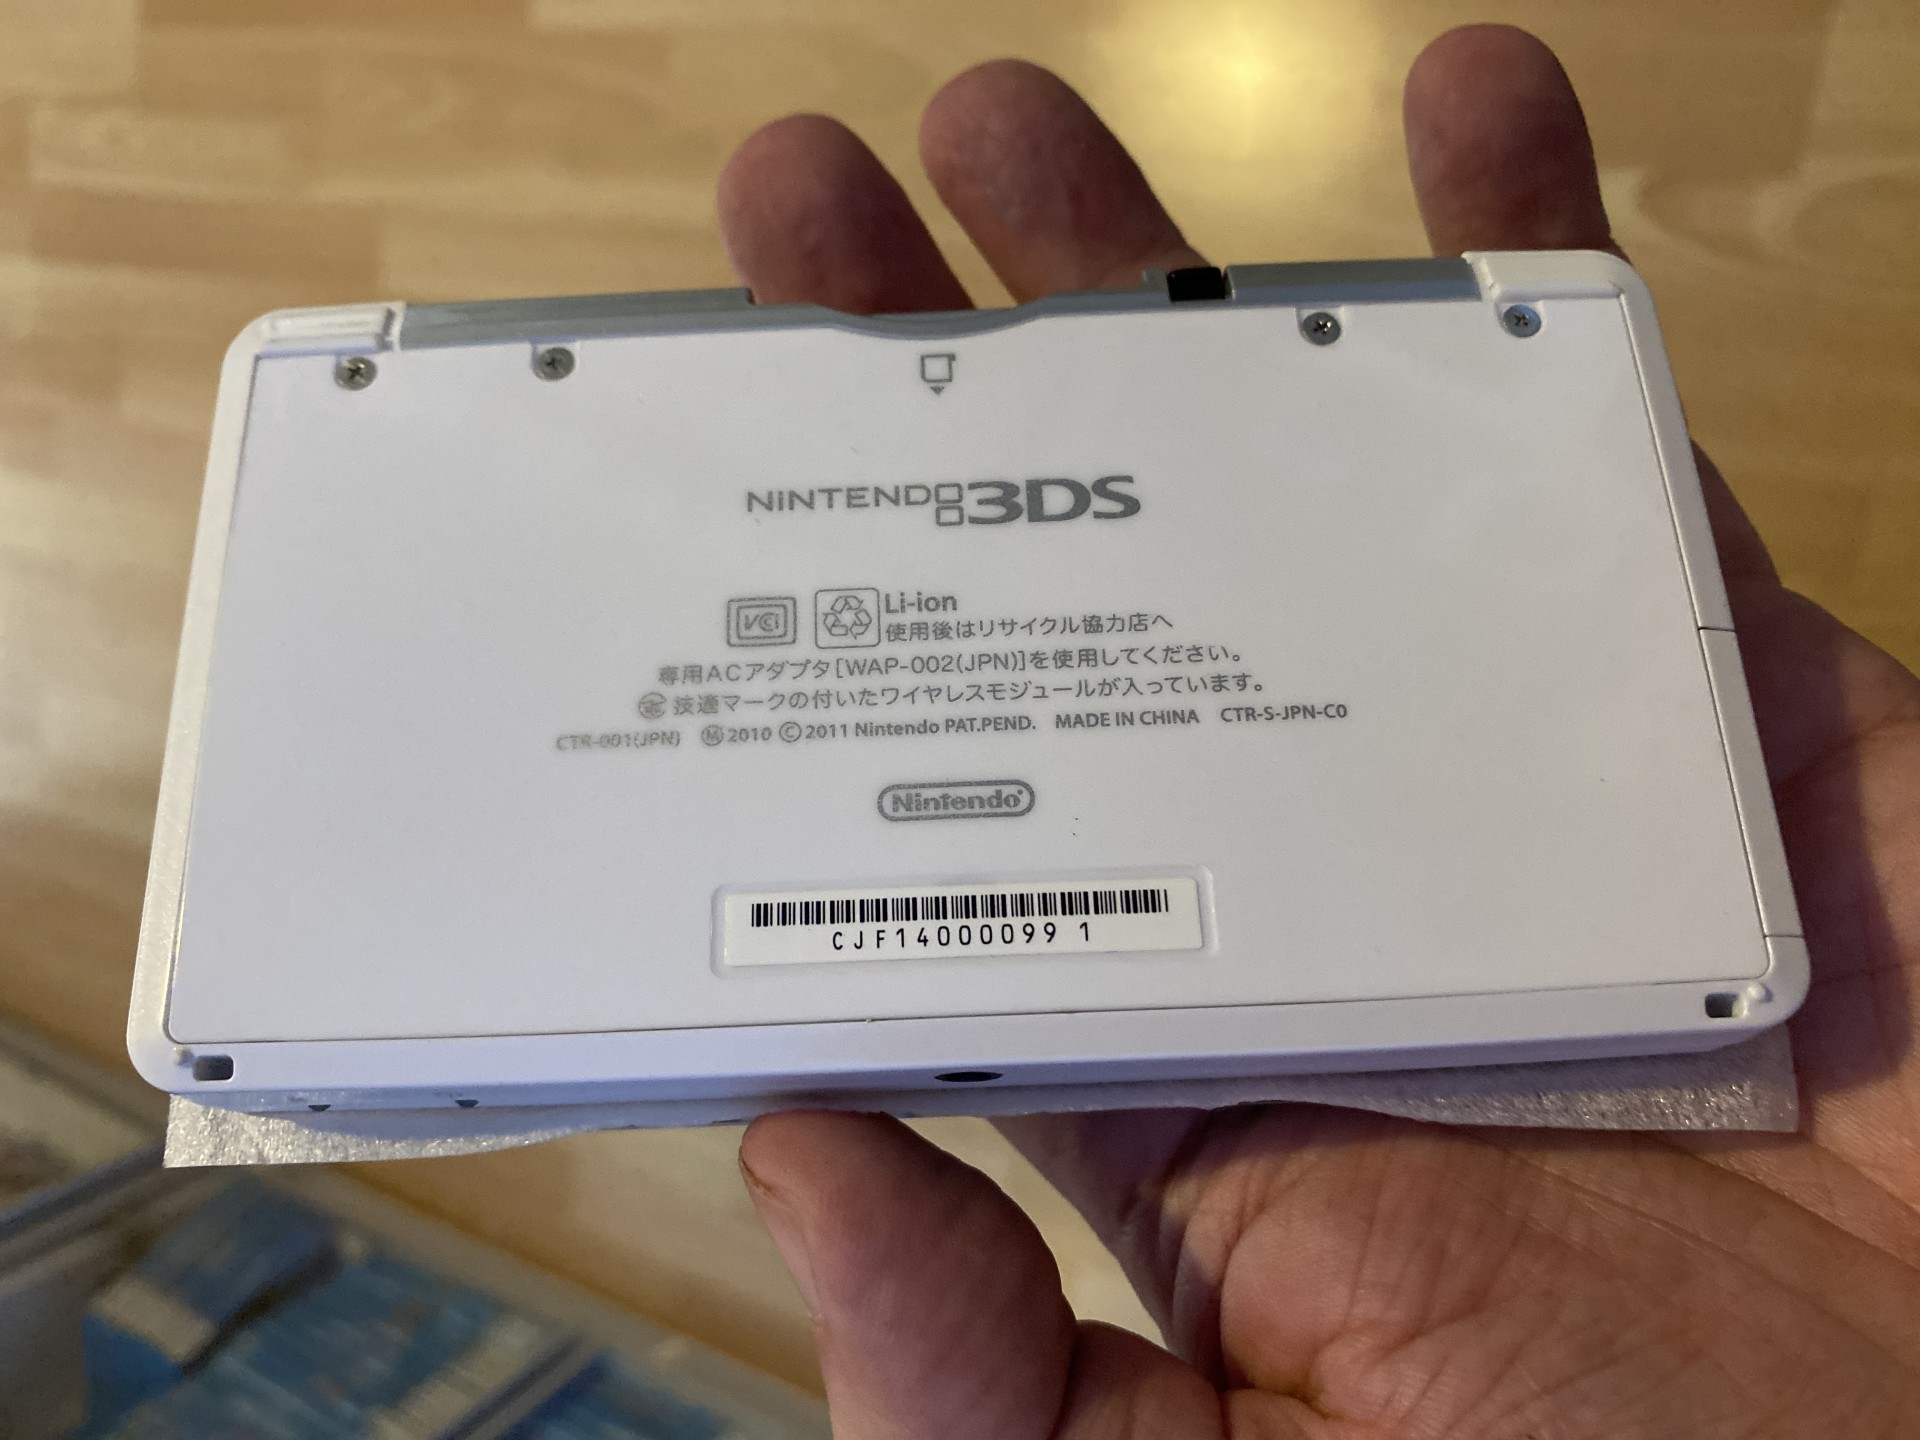 NINTENDO 3DS
VCCI
Li-ion
使用後はリサイクル協力店へ
専用ACアダプタ[WAP-002(JPN)]を使用してください。
技適マークの付いたワイヤレスモジュールが入っています。
CTR-001(JPN) Ⓜ2010 ©2011 Nintendo PAT.PEND. MADE IN CHINA CTR-S-JPN-C0
Nintendo®
CJF14000099 1